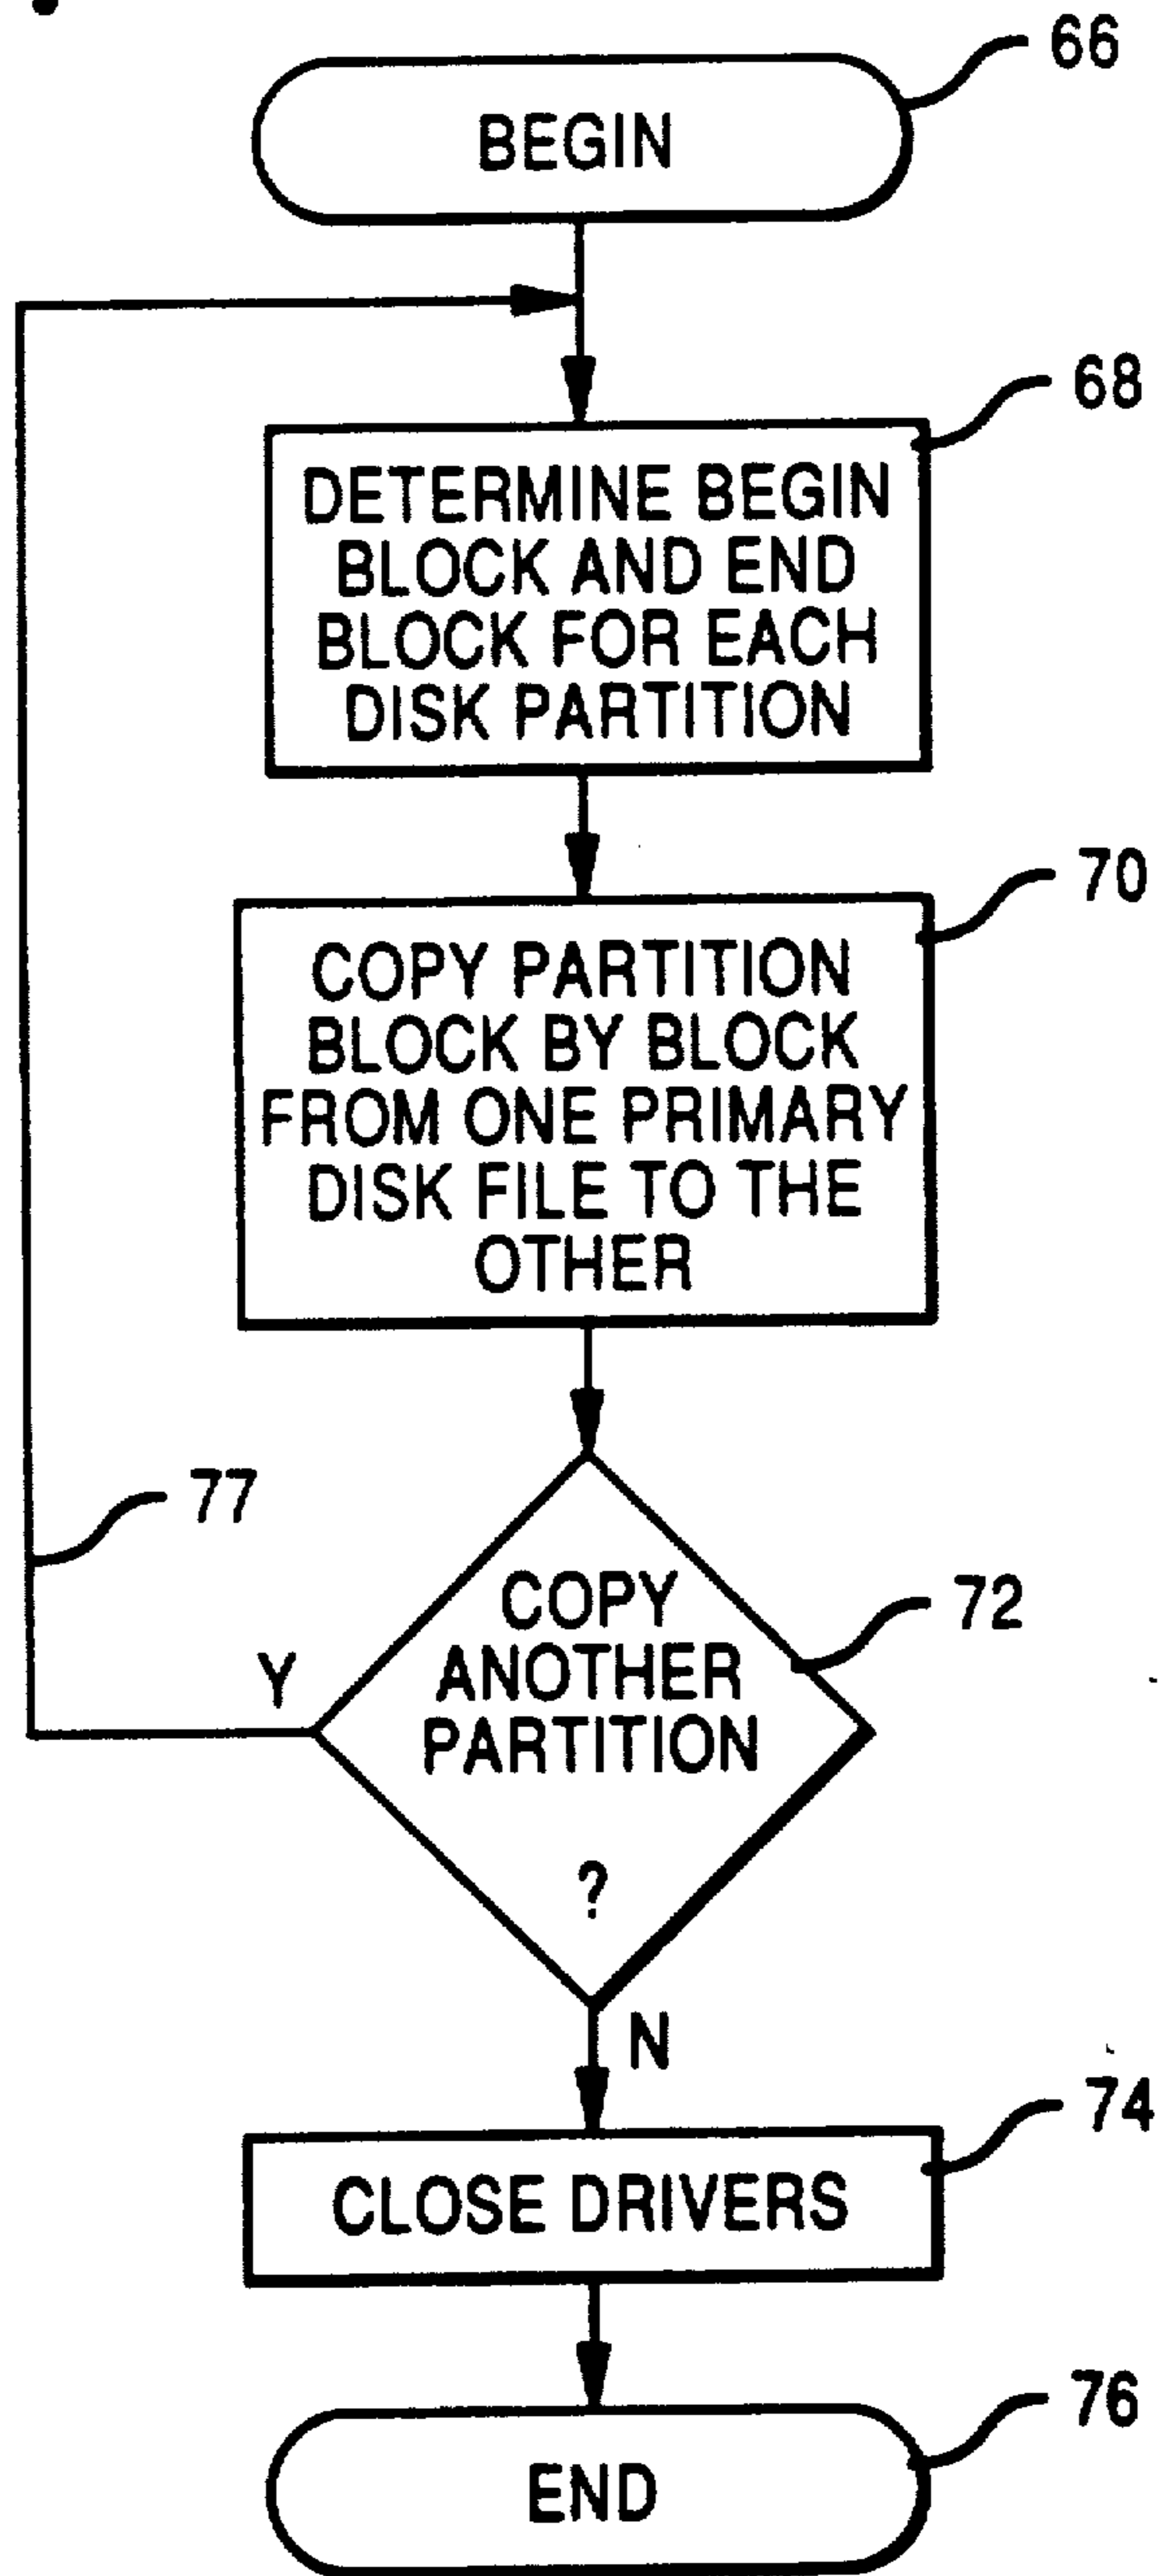 66
BEGIN
68
DETERMINE BEGIN
BLOCK AND END
BLOCK FOR EACH
DISK PARTITION
70
COPY PARTITION
BLOCK BY BLOCK
FROM ONE PRIMARY
DISK FILE TO THE
OTHER
77
72
COPY
ANOTHER
PARTITION
?
Y
N
74
CLOSE DRIVERS
76
END